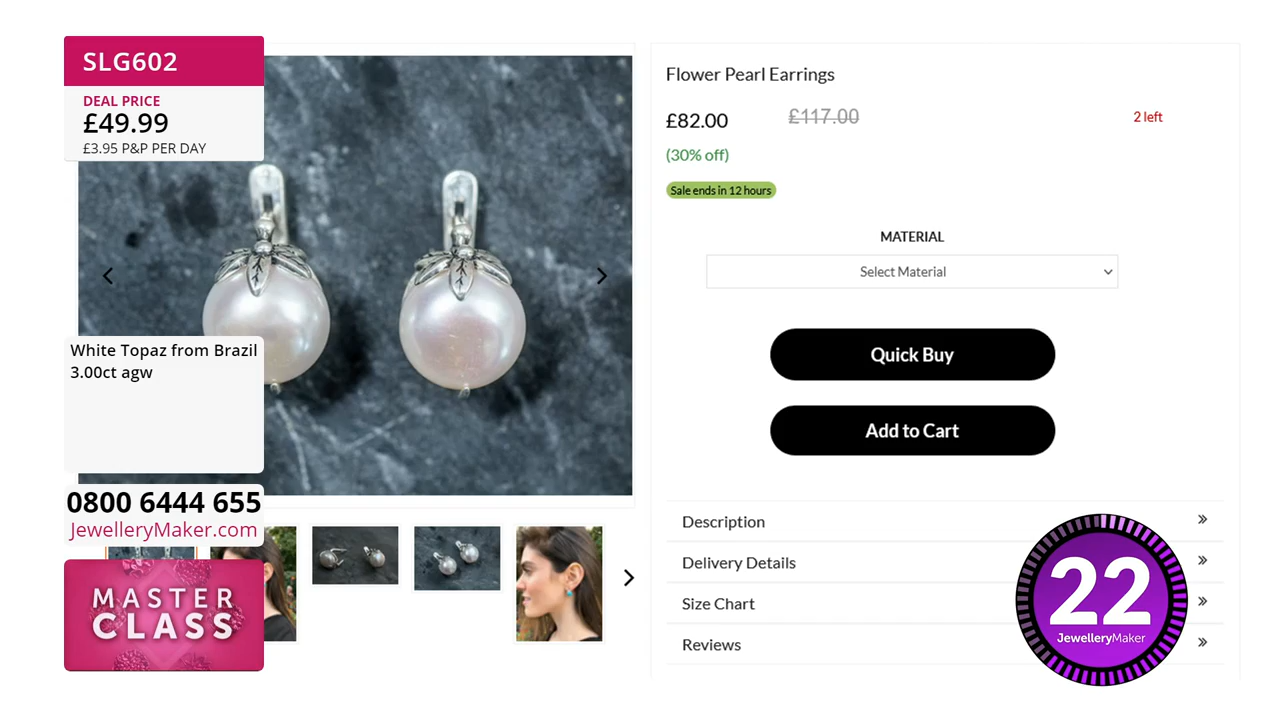 SLG602
DEAL PRICE
£49.99
£3.95 P&P PER DAY
White Topaz from Brazil
3.00ct agw
0800 6444 655
JewelleryMaker.com
MASTER
CLASS
Flower Pearl Earrings
£82.00 £117.00 2 left
(30% off)
Sale ends in 12 hours
MATERIAL
Select Material
Quick Buy
Add to Cart
Description
Delivery Details
Size Chart
Reviews
22
JewelleryMaker